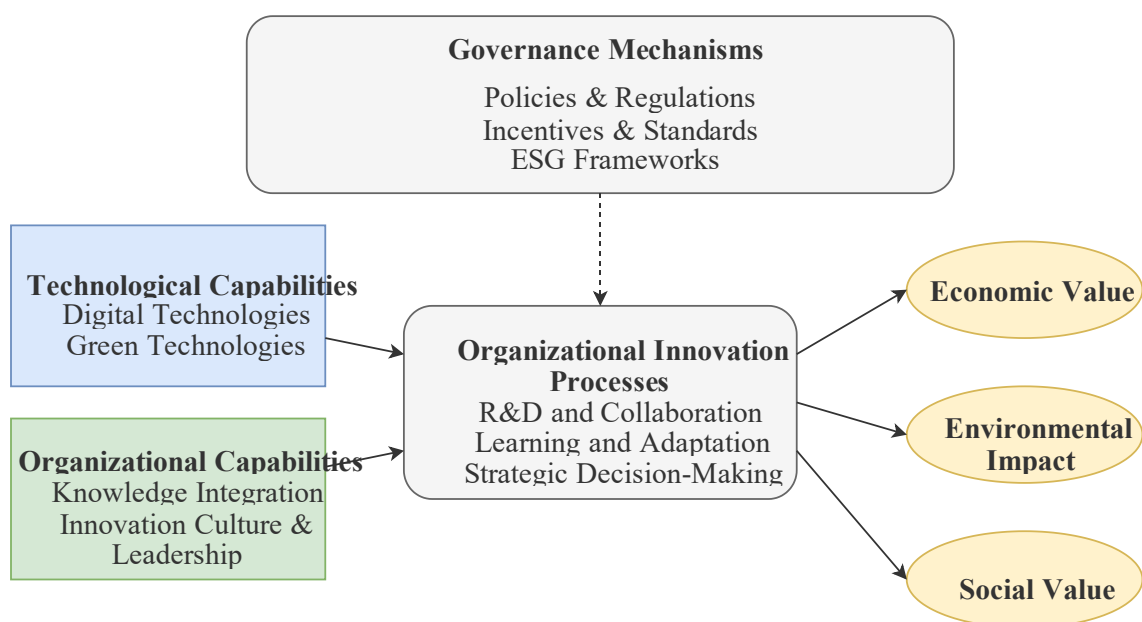 Governance Mechanisms
Policies & Regulations
Incentives & Standards
ESG Frameworks
Technological Capabilities
Digital Technologies
Green Technologies
Organizational Capabilities
Knowledge Integration
Innovation Culture &
Leadership
Organizational Innovation
Processes
R&D and Collaboration
Learning and Adaptation
Strategic Decision-Making
Economic Value
Environmental
Impact
Social Value